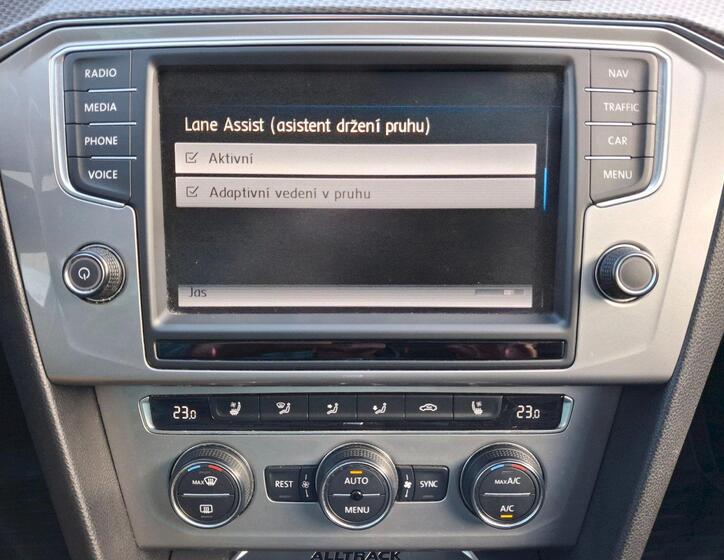 RADIO
NAV
MEDIA
TRAFFIC
PHONE
CAR
VOICE
MENU
Lane Assist (asistent držení pruhu)
Aktivní
Adaptivní vedení v pruhu
Jas
23.0
23.0
MAX
REST
AUTO
MENU
SYNC
MAX A/C
A/C
ALLTRACK